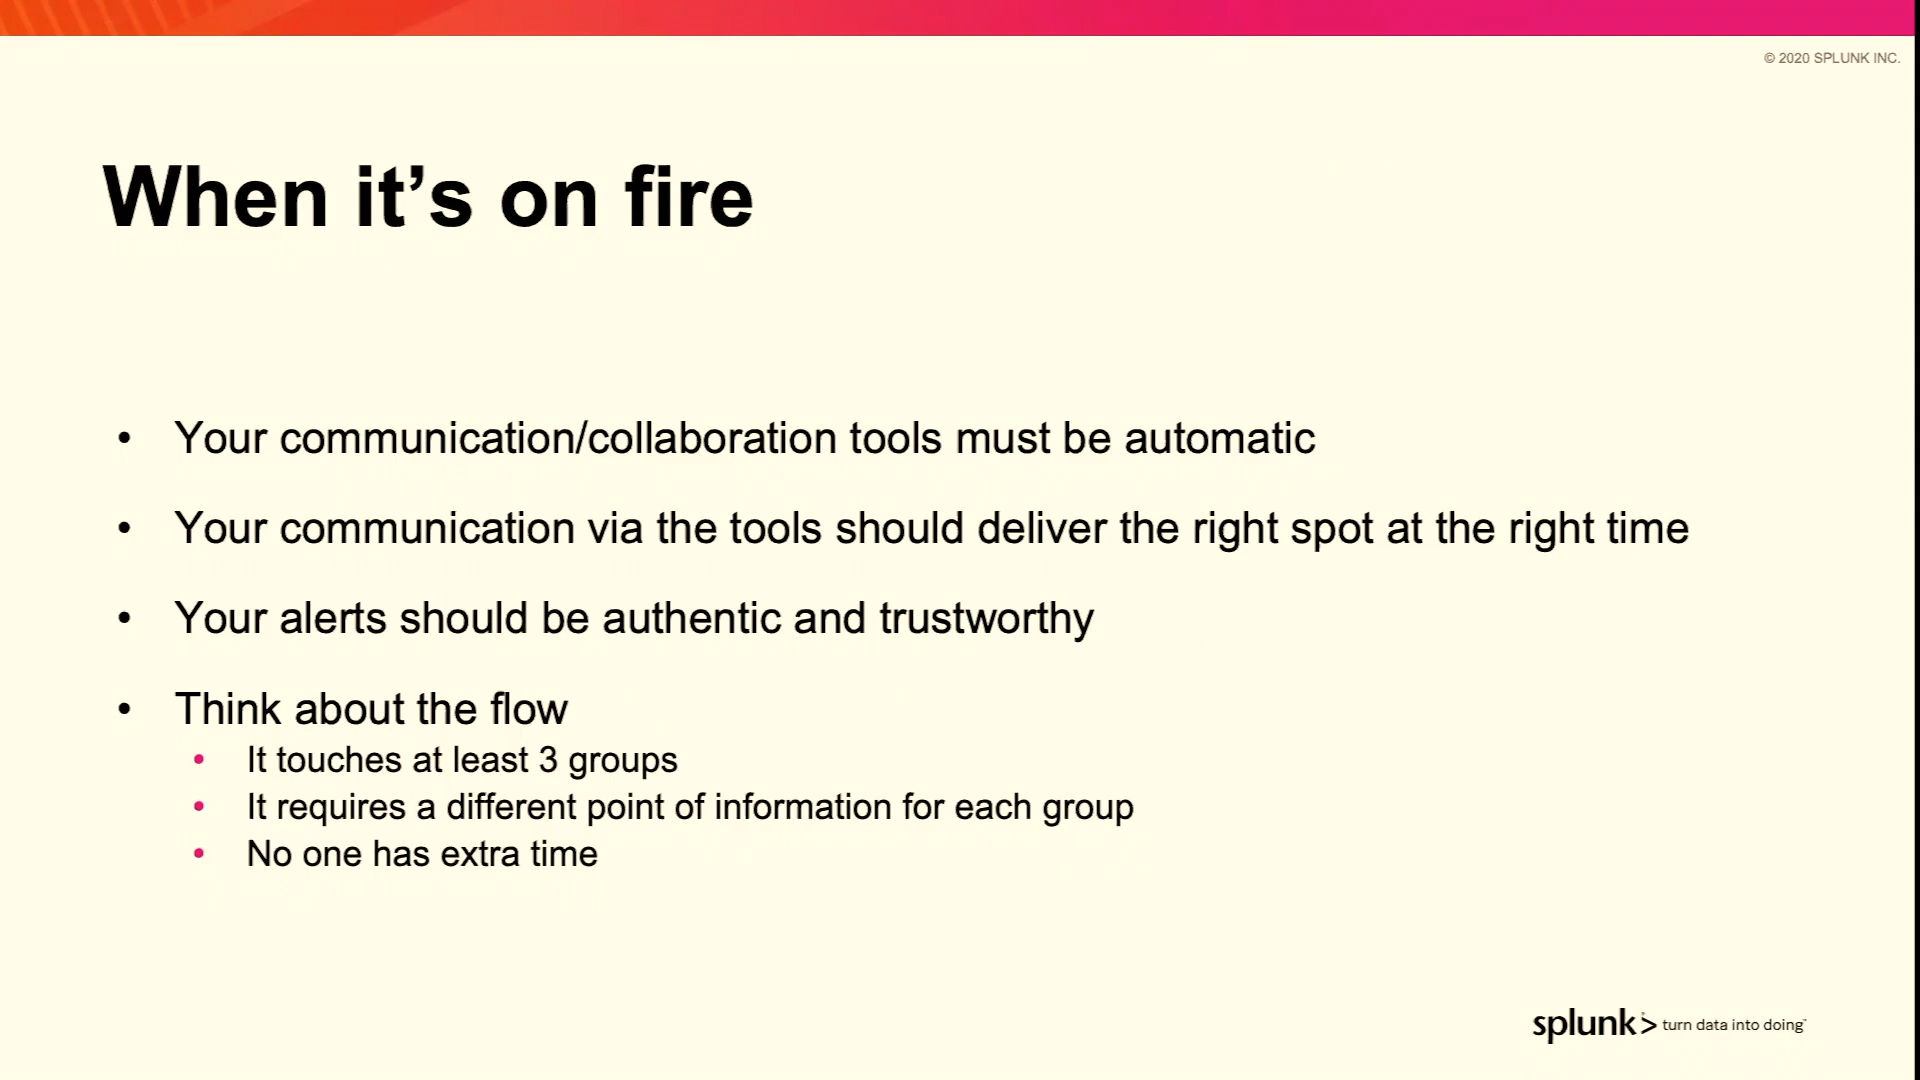 © 2020 SPLUNK INC.
When it’s on fire
• Your communication/collaboration tools must be automatic
• Your communication via the tools should deliver the right spot at the right time
• Your alerts should be authentic and trustworthy
• Think about the flow
• It touches at least 3 groups
• It requires a different point of information for each group
• No one has extra time
splunk> turn data into doing™